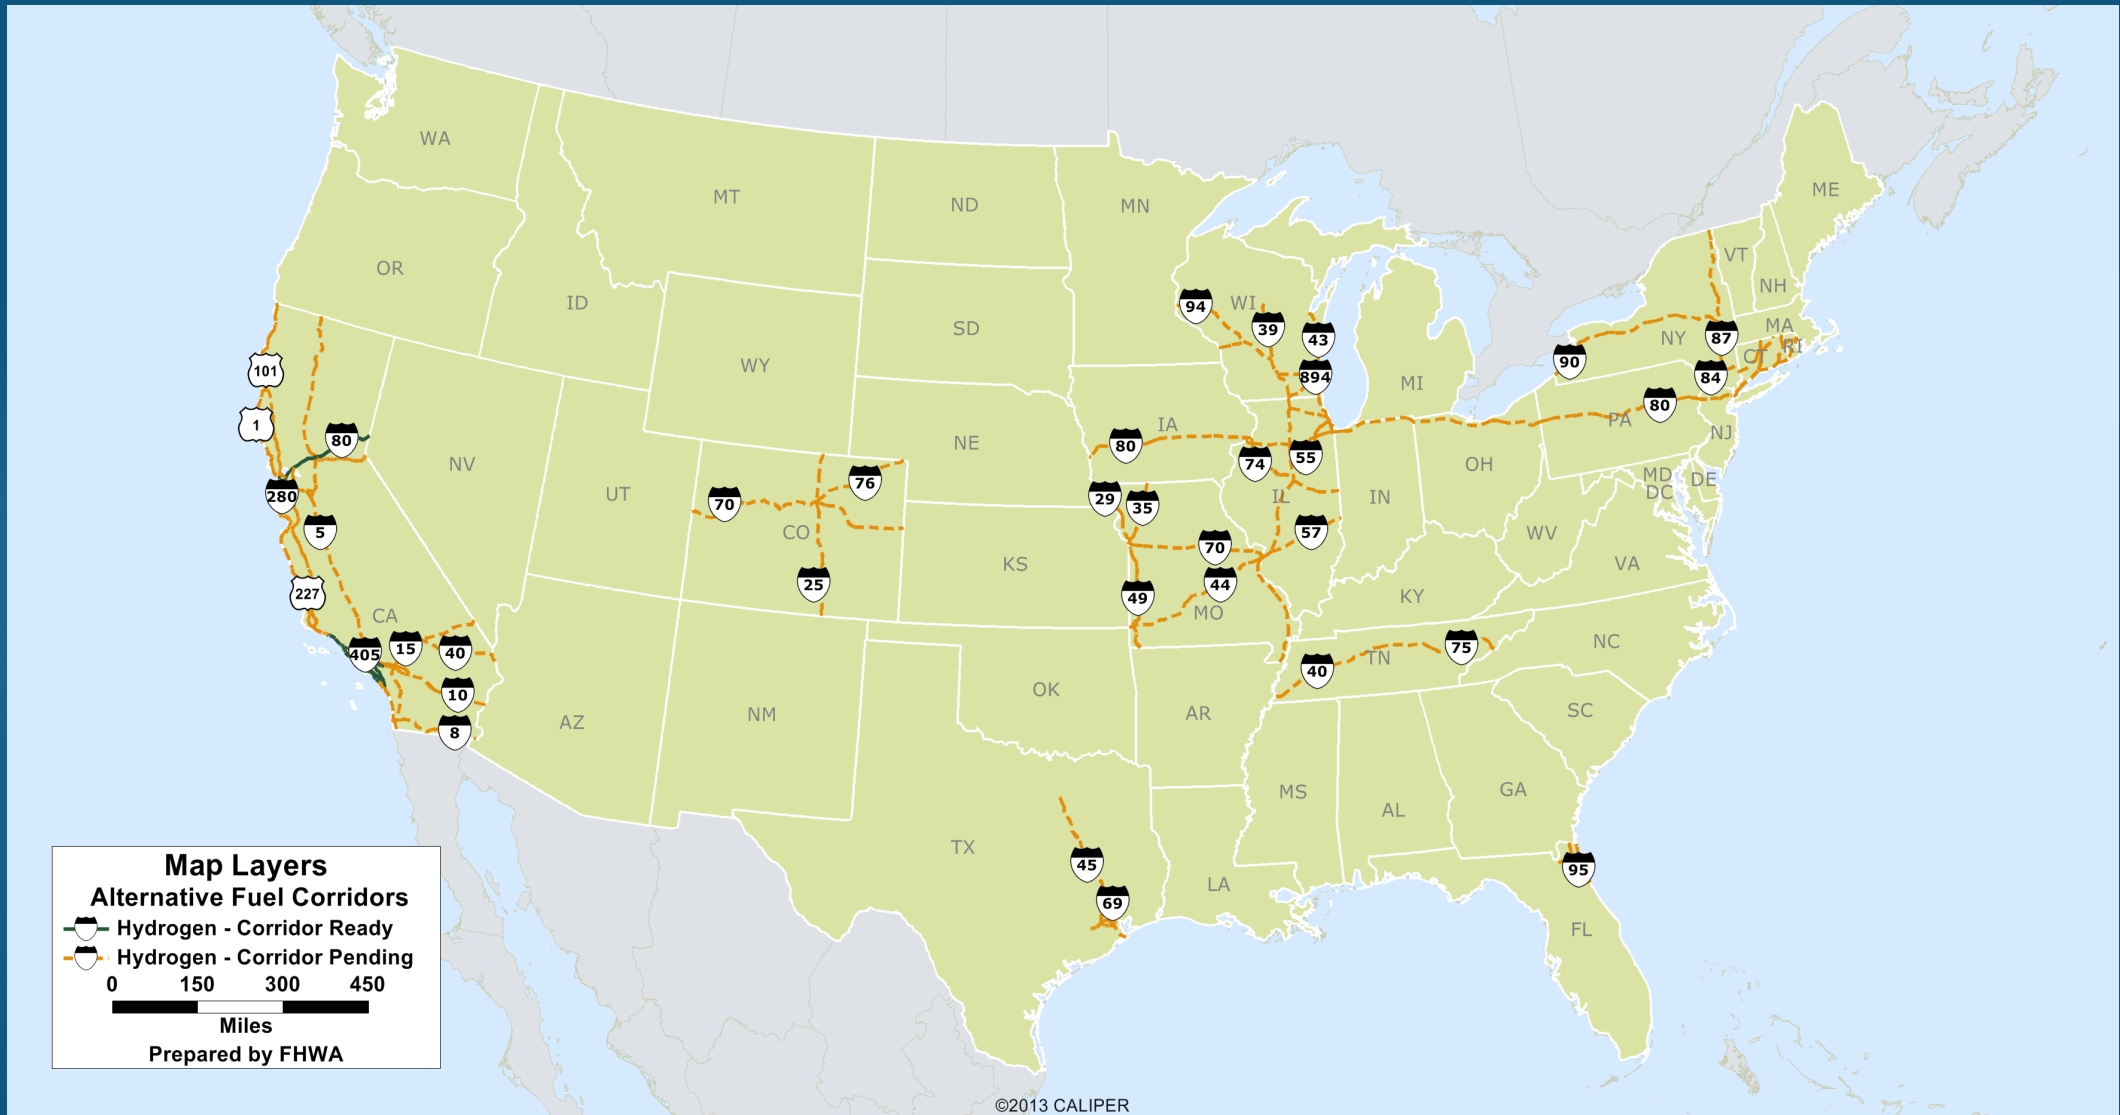 WA
MT
ND
MN
ME
OR
ID
SD
WI
VT
NH
94
39
43
NY
MA
87
WY
MI
CT
RI
90
84
894
101
1
80
NV
UT
NE
IA
80
PA
80
NJ
OH
IN
IL
74
55
MD
DC
DE
280
5
70
76
CO
25
29
35
70
57
44
49
MO
KS
WV
VA
KY
227
CA
405
15
40
10
8
AZ
NM
OK
AR
TN
40
75
NC
SC
MS
AL
GA
TX
LA
45
69
95
FL
Map Layers
Alternative Fuel Corridors
Hydrogen - Corridor Ready
Hydrogen - Corridor Pending
0 150 300 450
Miles
Prepared by FHWA
©2013 CALIPER